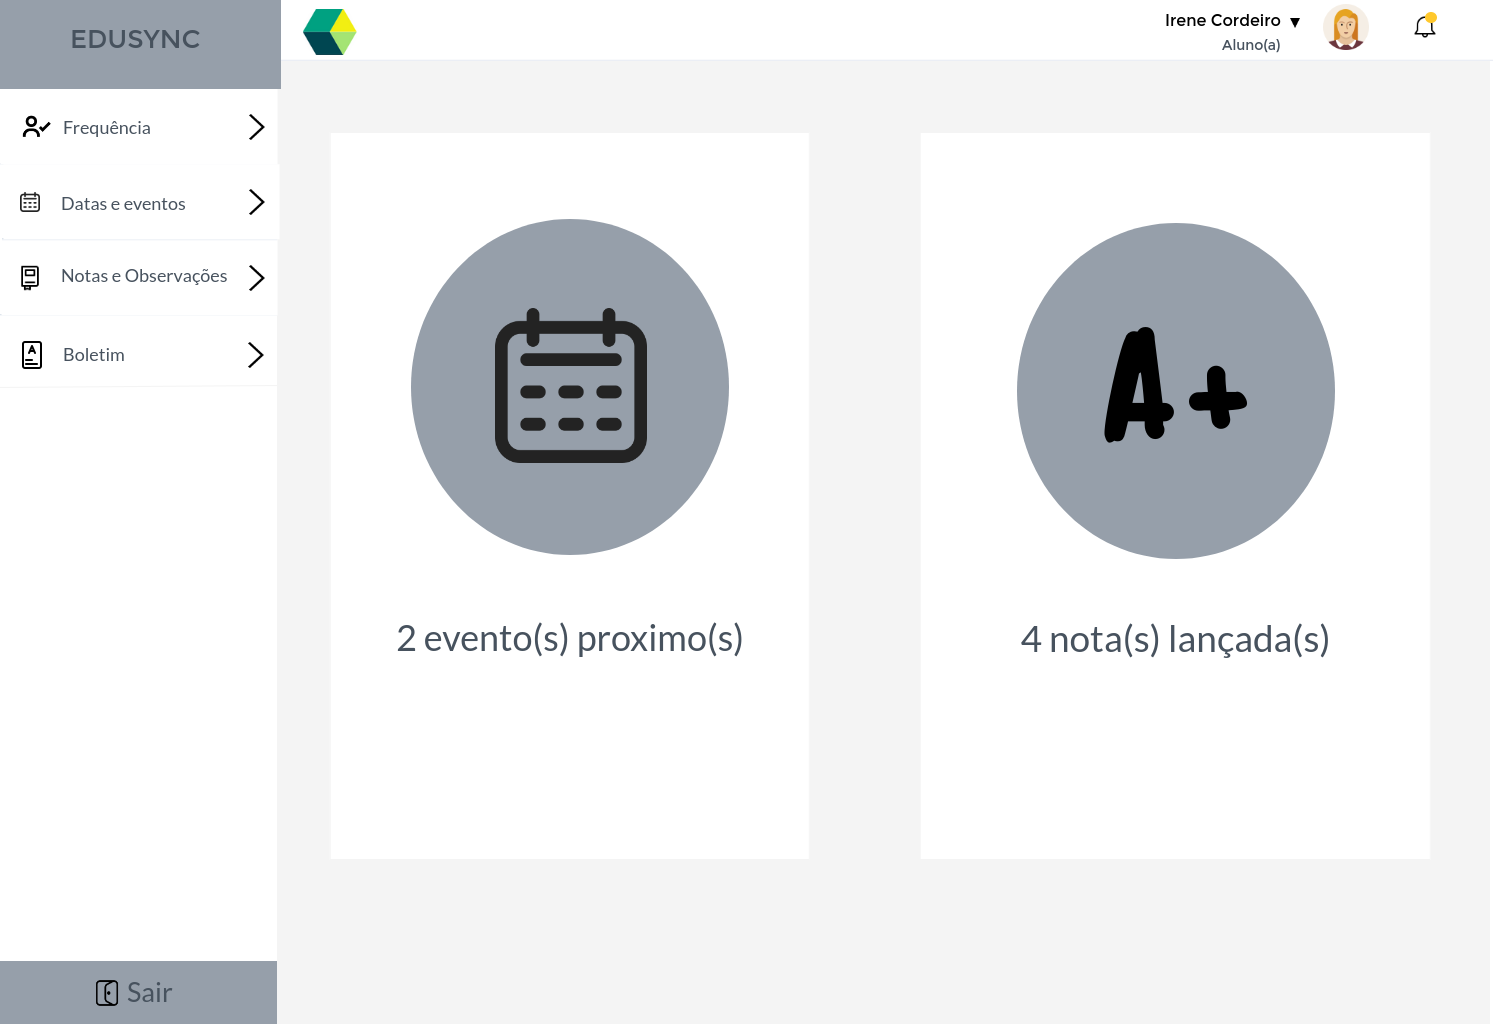 EDUSYNC
Irene Cordeiro ▼
Aluno(a)
Frequência
Datas e eventos
Notas e Observações
Boletim
A+
2 evento(s) proximo(s)
4 nota(s) lançada(s)
Sair